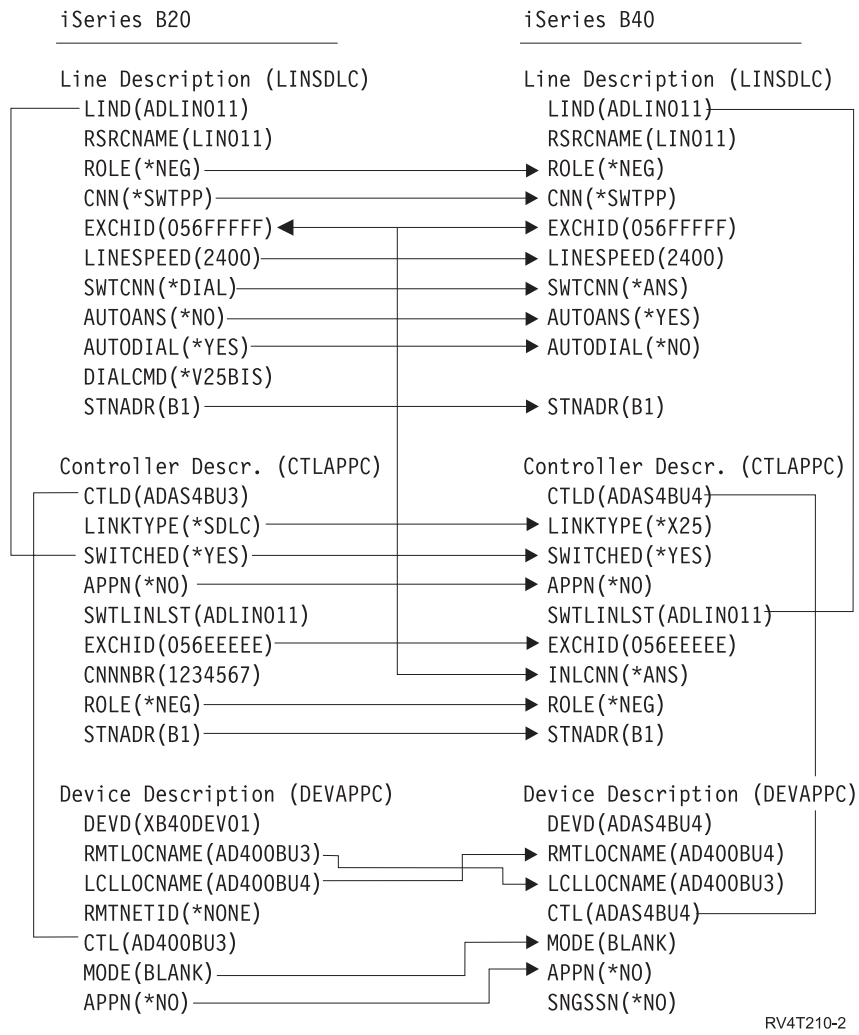 iSeries B20
Line Description (LINSDLC)
LIND(ADLIN011)
RSRCNAME(LIN011)
ROLE(*NEG)
CNN(*SWTPP)
EXCHID(056FFFFF)
LINESPEED(2400)
SWTCNN(*DIAL)
AUTOANS(*NO)
AUTODIAL(*YES)
DIALCMD(*V25BIS)
STNADR(B1)
Controller Descr. (CTLAPPC)
CTLD(ADAS4BU3)
LINKTYPE(*SDLC)
SWITCHED(*YES)
APPN(*NO)
SWTLINLST(ADLIN011)
EXCHID(056EEEEE)
CNNNBR(1234567)
ROLE(*NEG)
STNADR(B1)
Device Description (DEVAPPC)
DEVD(XB40DEV01)
RMTLOCNAME(AD400BU3)
LCLLOCNAME(AD400BU4)
RMTNETID(*NONE)
CTL(AD400BU3)
MODE(BLANK)
APPN(*NO)
iSeries B40
Line Description (LINSDLC)
LIND(ADLIN011)
RSRCNAME(LIN011)
ROLE(*NEG)
CNN(*SWTPP)
EXCHID(056FFFFF)
LINESPEED(2400)
SWTCNN(*ANS)
AUTOANS(*YES)
AUTODIAL(*NO)
STNADR(B1)
Controller Descr. (CTLAPPC)
CTLD(ADAS4BU4)
LINKTYPE(*X25)
SWITCHED(*YES)
APPN(*NO)
SWTLINLST(ADLIN011)
EXCHID(056EEEEE)
INLCNN(*ANS)
ROLE(*NEG)
STNADR(B1)
Device Description (DEVAPPC)
DEVD(ADAS4BU4)
RMTLOCNAME(AD400BU4)
LCLLOCNAME(AD400BU3)
CTL(ADAS4BU4)
MODE(BLANK)
APPN(*NO)
SNGSSN(*NO)
RV4T210-2